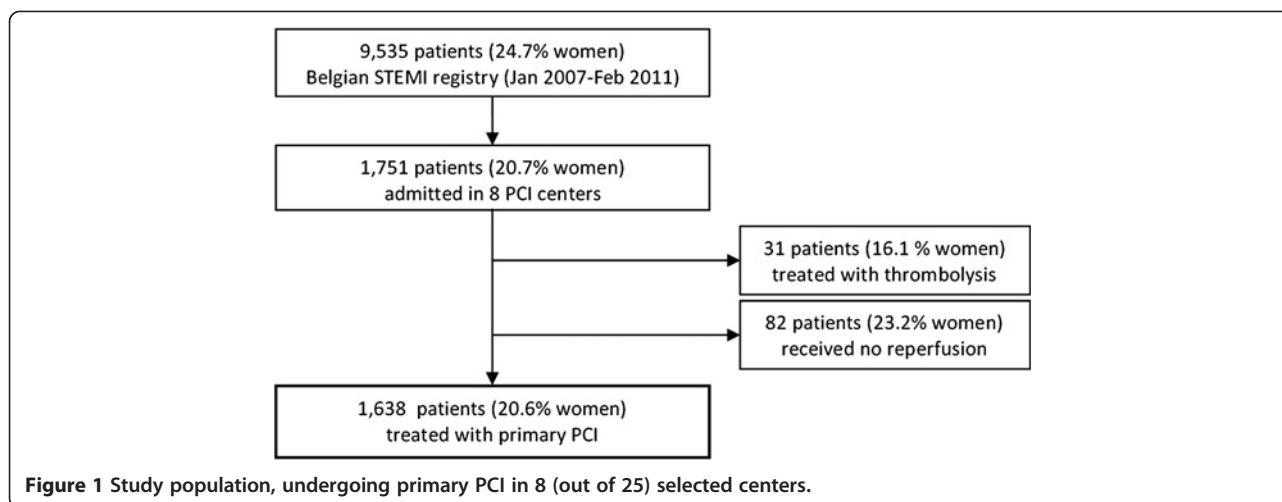 9,535 patients (24.7% women)
Belgian STEMI registry (Jan 2007-Feb 2011)
1,751 patients (20.7% women)
admitted in 8 PCI centers
31 patients (16.1 % women)
treated with thrombolysis
82 patients (23.2% women)
received no reperfusion
1,638 patients (20.6% women)
treated with primary PCI
Figure 1 Study population, undergoing primary PCI in 8 (out of 25) selected centers.